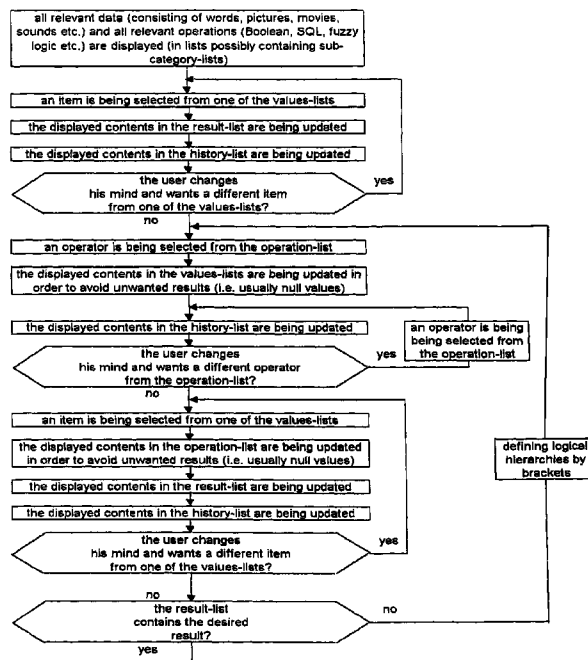 all relevant data (consisting of words, pictures, movies,
sounds etc.) and all relevant operations (Boolean, SQL, fuzzy
logic etc.) are displayed (in lists possibly containing sub-
category-lists)
an item is being selected from one of the values-lists
the displayed contents in the result-list are being updated
the displayed contents in the history-list are being updated
the user changes
his mind and wants a different item
from one of the values-lists?
yes
no
an operator is being selected from the operation-list
the displayed contents in the values-lists are being updated in
order to avoid unwanted results (i.e. usually null values)
the displayed contents in the history-list are being updated
an operator is being
being selected from
the operation-list
the user changes
his mind and wants a different operator
from the operation-list?
yes
no
an item is being selected from one of the values-lists
the displayed contents in the operation-list are being updated
in order to avoid unwanted results (i.e. usually null values)
defining logical
hierarchies by
brackets
the displayed contents in the result-list are being updated
the displayed contents in the history-list are being updated
the user changes
his mind and wants a different item
from one of the values-lists?
yes
no
the result-list
contains the desired
result?
no
yes